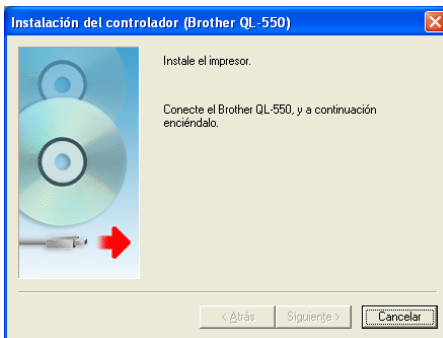 Instalación del controlador (Brother QL-550)
Instale el impresor.
Conecte el Brother QL-550, y a continuación
enciéndalo.
< Atrás
Siguiente >
Cancelar